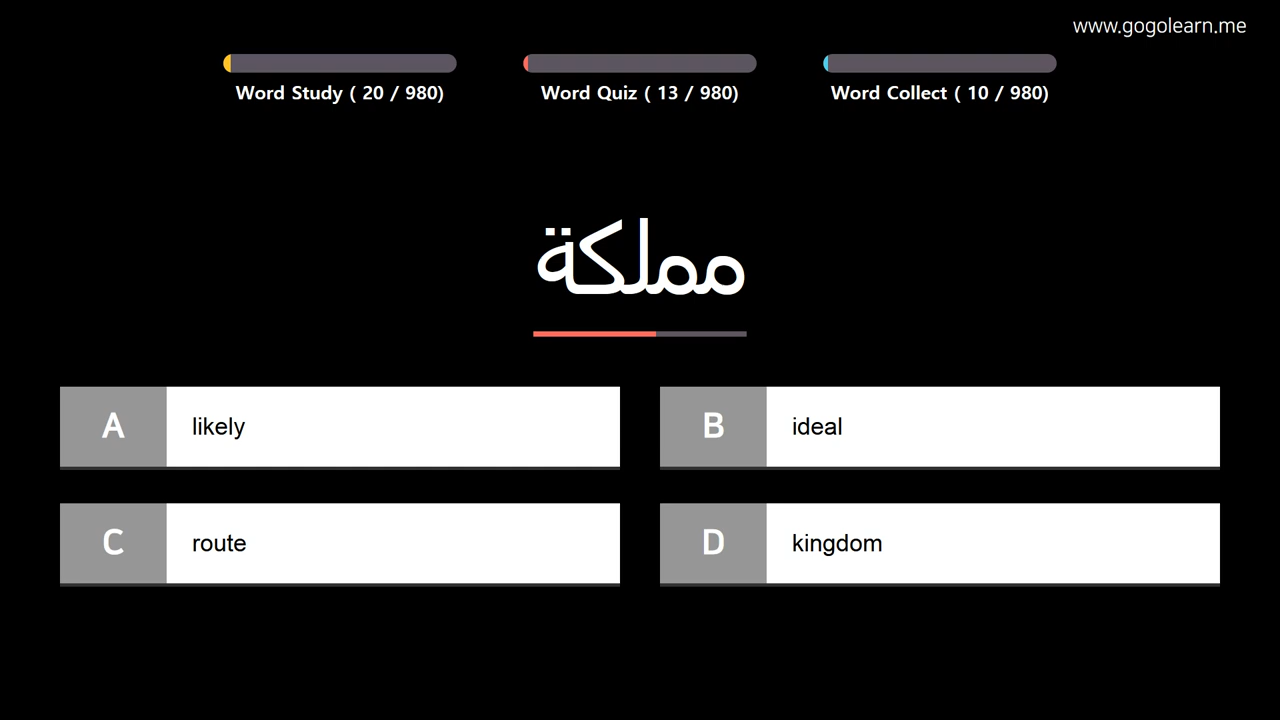 www.gogolearn.me
Word Study ( 20 / 980)
Word Quiz ( 13 / 980)
Word Collect ( 10 / 980)
مملكة
A likely
B ideal
C route
D kingdom